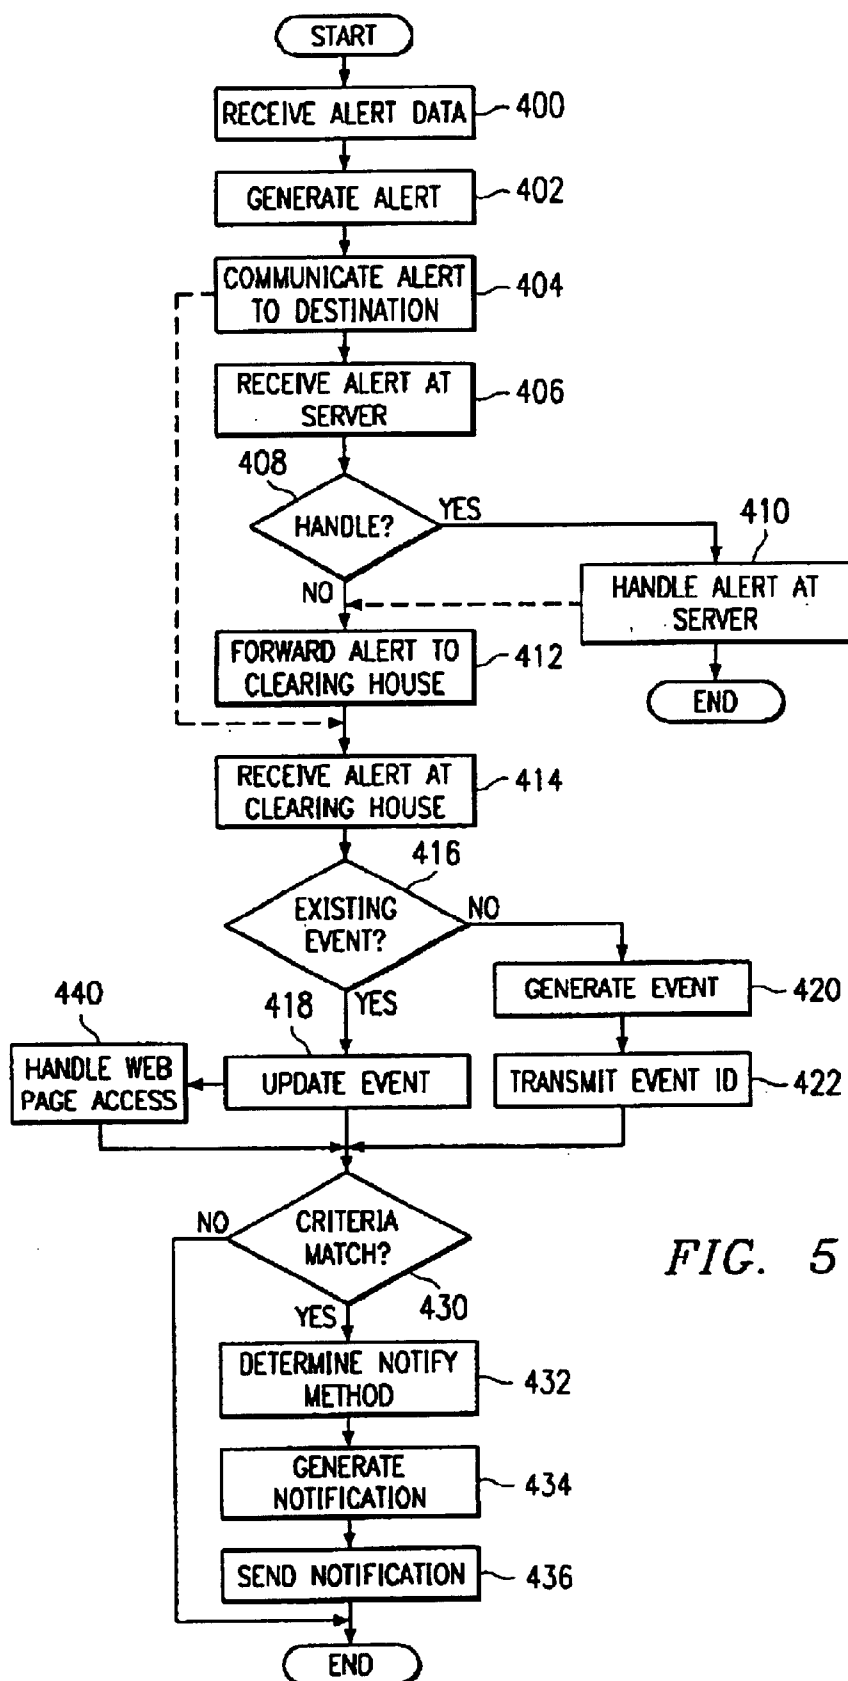 START
RECEIVE ALERT DATA
400
GENERATE ALERT
402
COMMUNICATE ALERT
TO DESTINATION
404
RECEIVE ALERT AT
SERVER
406
408
HANDLE?
YES
NO
410
HANDLE ALERT AT
SERVER
END
FORWARD ALERT TO
CLEARING HOUSE
412
RECEIVE ALERT AT
CLEARING HOUSE
414
416
EXISTING
EVENT?
NO
YES
GENERATE EVENT
420
440
HANDLE WEB
PAGE ACCESS
418
UPDATE EVENT
TRANSMIT EVENT ID
422
NO
CRITERIA
MATCH?
430
YES
FIG. 5
DETERMINE NOTIFY
METHOD
432
GENERATE
NOTIFICATION
434
SEND NOTIFICATION
436
END